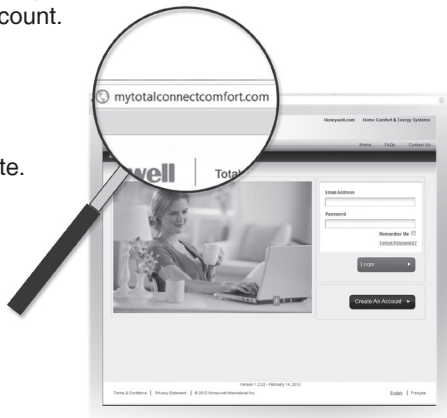 count.
mytotalconnectcomfort.com
te.
well | Total
Honeywell.com Home Comfort & Energy Systems
Home FAQs Contact Us
Email Address
Password
Remember Me
Forgot Password?
Login
Create An Account
Version 1.2.22 - February 14, 2012
Terms & Conditions | Privacy Statement | © 2012 Honeywell International Inc.
English | Français